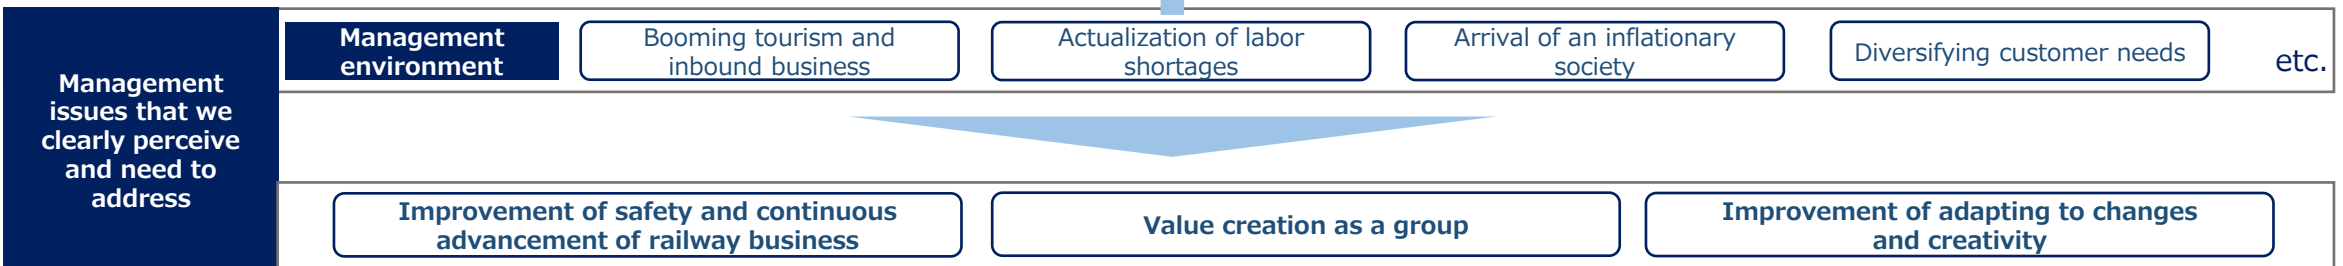 Management
issues that we
clearly perceive
and need to
address
Management
environment
Booming tourism and
inbound business
Actualization of labor
shortages
Arrival of an inflationary
society
Diversifying customer needs
etc.
Improvement of safety and continuous
advancement of railway business
Value creation as a group
Improvement of adapting to changes
and creativity